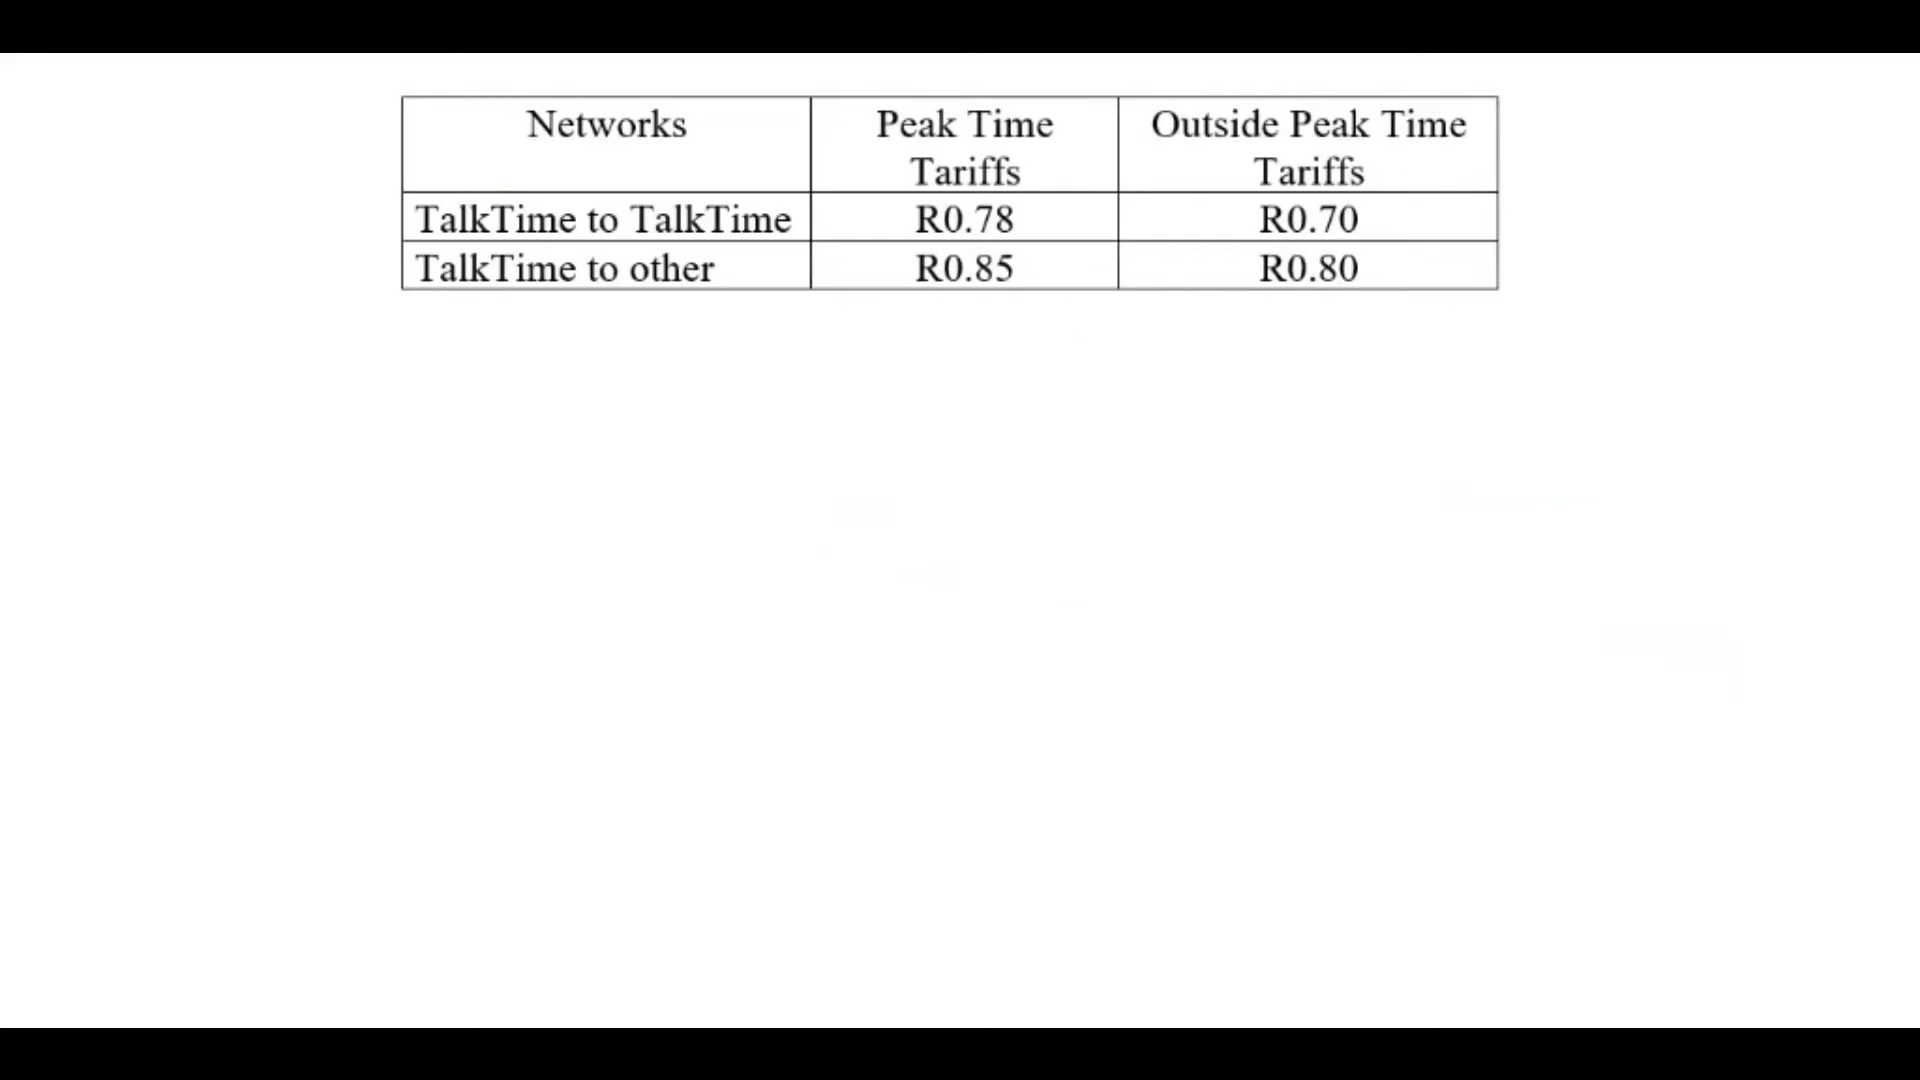 Networks Peak Time Outside Peak Time
Tariffs Tariffs
TalkTime to TalkTime R0.78 R0.70
TalkTime to other R0.85 R0.80